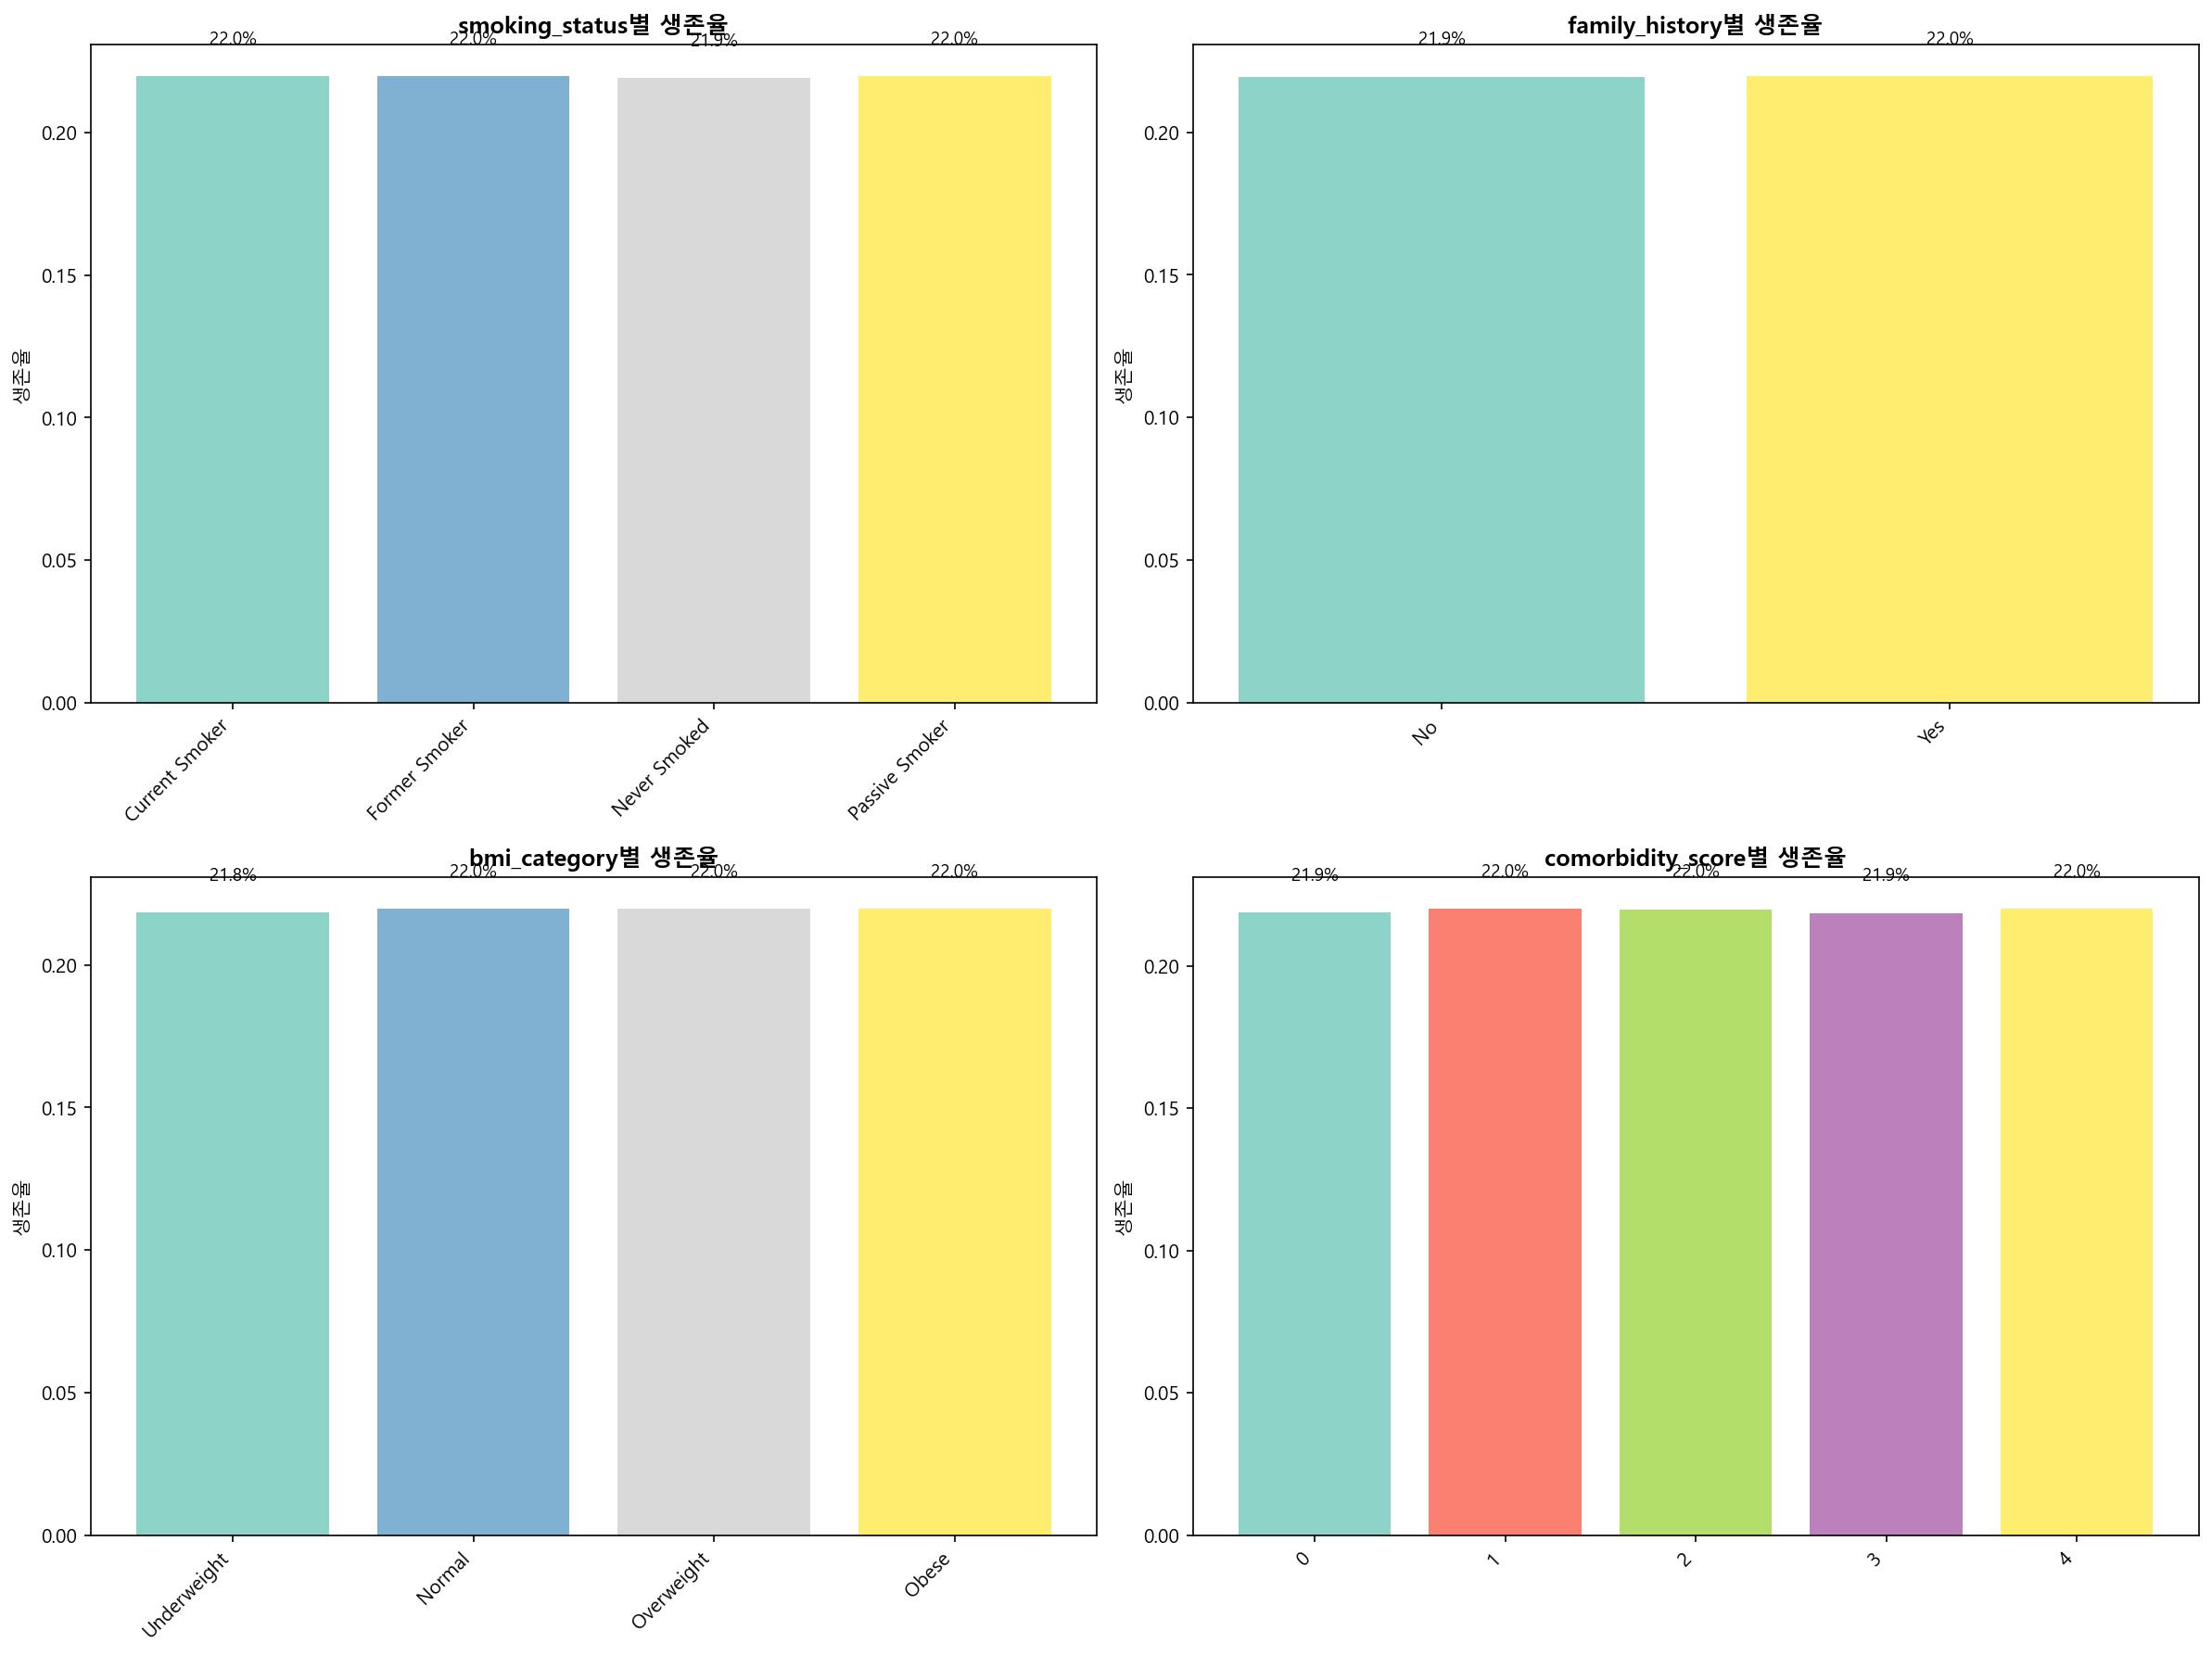 smoking_status별 생존율
22.0%
22.0%
21.9%
22.0%
생존율
0.20
0.15
0.10
0.05
0.00
Current Smoker
Former Smoker
Never Smoked
Passive Smoker
family_history별 생존율
21.9%
22.0%
생존율
0.20
0.15
0.10
0.05
0.00
No
Yes
bmi_category별 생존율
21.8%
22.0%
22.0%
22.0%
생존율
0.20
0.15
0.10
0.05
0.00
Underweight
Normal
Overweight
Obese
comorbidity_score별 생존율
21.9%
22.0%
22.0%
21.9%
22.0%
생존율
0.20
0.15
0.10
0.05
0.00
0
1
2
3
4